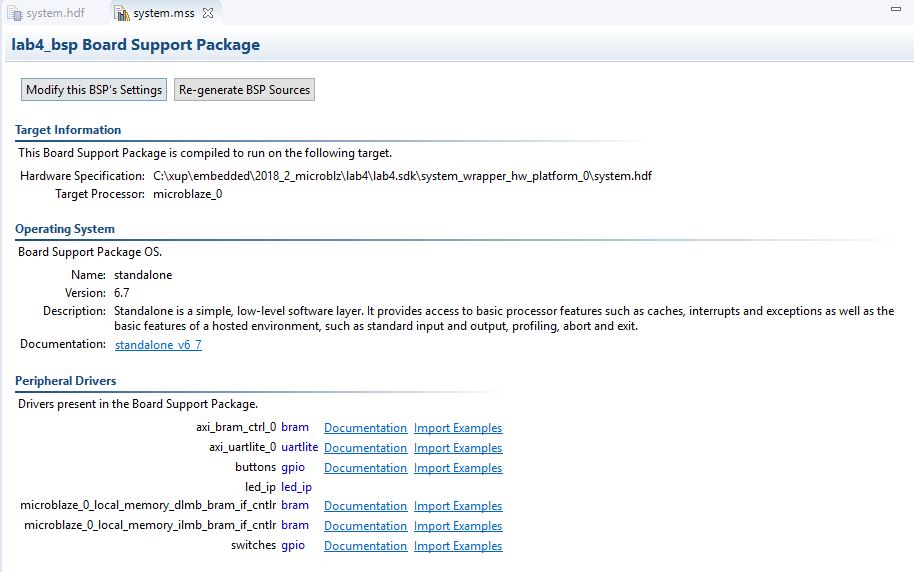 system.hdf system.mss
lab4_bsp Board Support Package
Modify this BSP's Settings Re-generate BSP Sources
Target Information
This Board Support Package is compiled to run on the following target.
Hardware Specification: C:\xup\embedded\2018_2_microblz\lab4\lab4.sdk\system_wrapper_hw_platform_0\system.hdf
Target Processor: microblaze_0
Operating System
Board Support Package OS.
Name: standalone
Version: 6.7
Description: Standalone is a simple, low-level software layer. It provides access to basic processor features such as caches, interrupts and exceptions as well as the
basic features of a hosted environment, such as standard input and output, profiling, abort and exit.
Documentation: standalone_v6_7
Peripheral Drivers
Drivers present in the Board Support Package.
axi_bram_ctrl_0 bram Documentation Import Examples
axi_uartlite_0 uartlite Documentation Import Examples
buttons gpio Documentation Import Examples
led_ip led_ip
microblaze_0_local_memory_dlmb_bram_if_cntlr bram Documentation Import Examples
microblaze_0_local_memory_ilmb_bram_if_cntlr bram Documentation Import Examples
switches gpio Documentation Import Examples